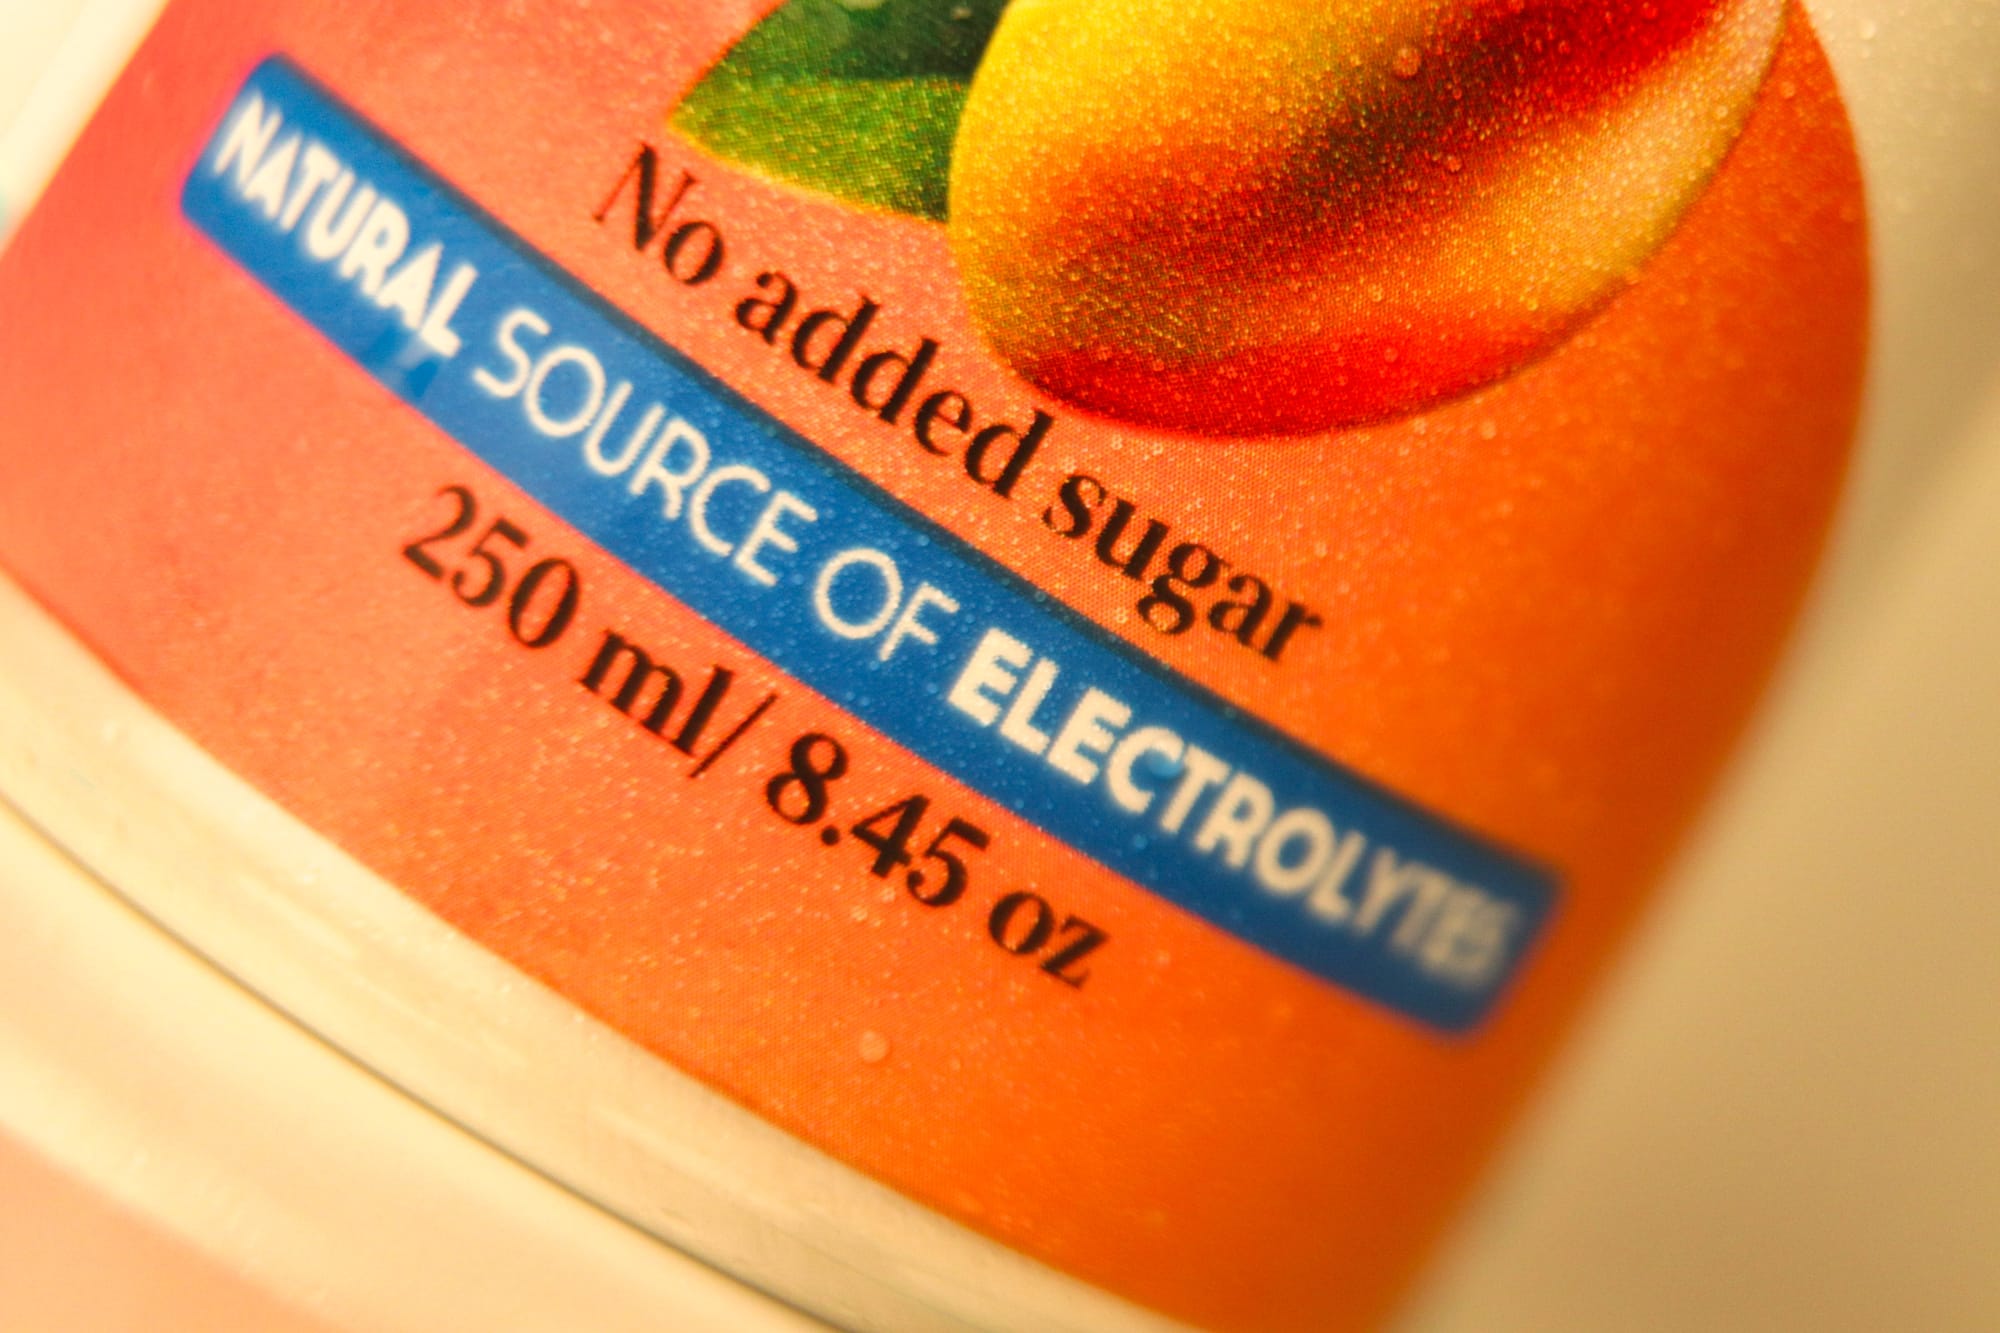 No added sugar
NATURAL SOURCE OF ELECTROLYTES
250 ml/ 8.45 oz